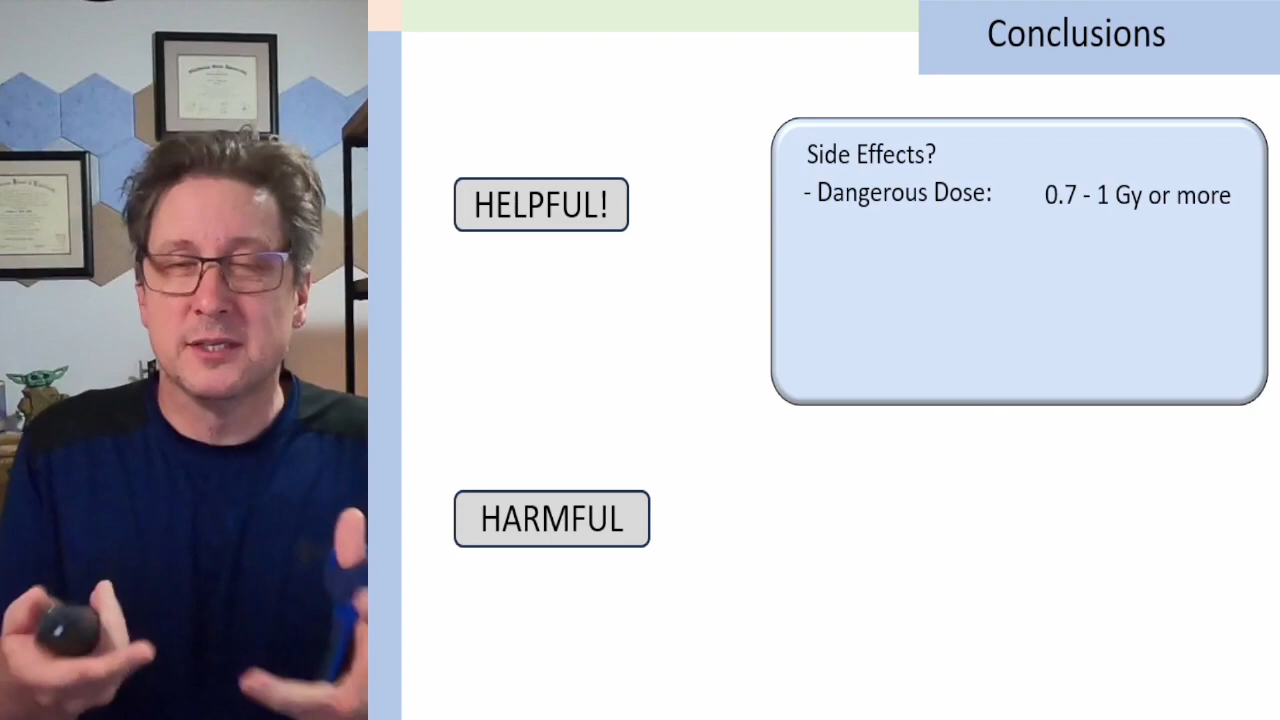 Conclusions
Side Effects?
- Dangerous Dose: 0.7 - 1 Gy or more
HELPFUL!
HARMFUL